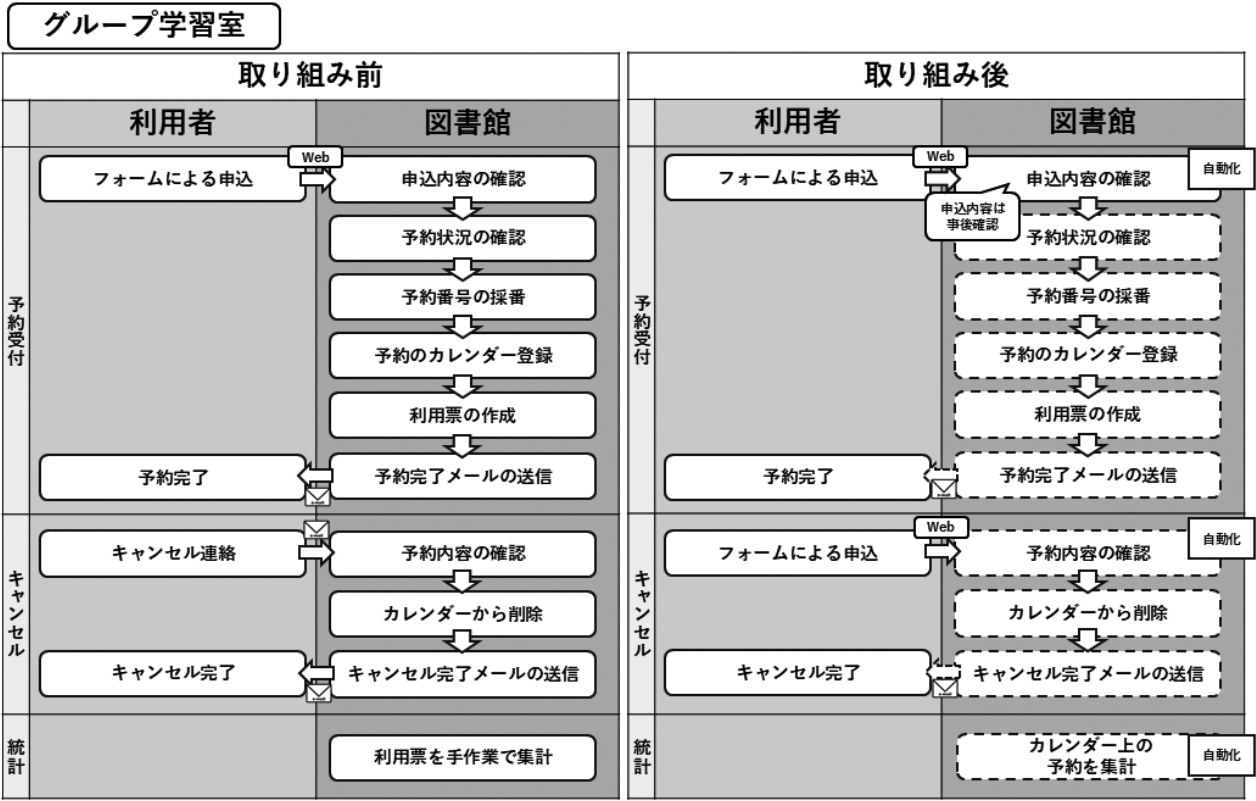 グループ学習室
取り組み前
利用者
図書館
予約受付
フォームによる申込
Web
申込内容の確認
予約状況の確認
予約番号の採番
予約のカレンダー登録
利用票の作成
予約完了メールの送信
e-mail
予約完了
キャンセル
キャンセル連絡
e-mail
予約内容の確認
カレンダーから削除
キャンセル完了メールの送信
e-mail
キャンセル完了
統計
利用票を手作業で集計
取り組み後
利用者
図書館
予約受付
フォームによる申込
Web
申込内容の確認
自動化
申込内容は
事後確認
予約状況の確認
予約番号の採番
予約のカレンダー登録
利用票の作成
予約完了メールの送信
e-mail
予約完了
キャンセル
フォームによる申込
Web
予約内容の確認
自動化
カレンダーから削除
キャンセル完了メールの送信
e-mail
キャンセル完了
統計
カレンダー上の
予約を集計
自動化